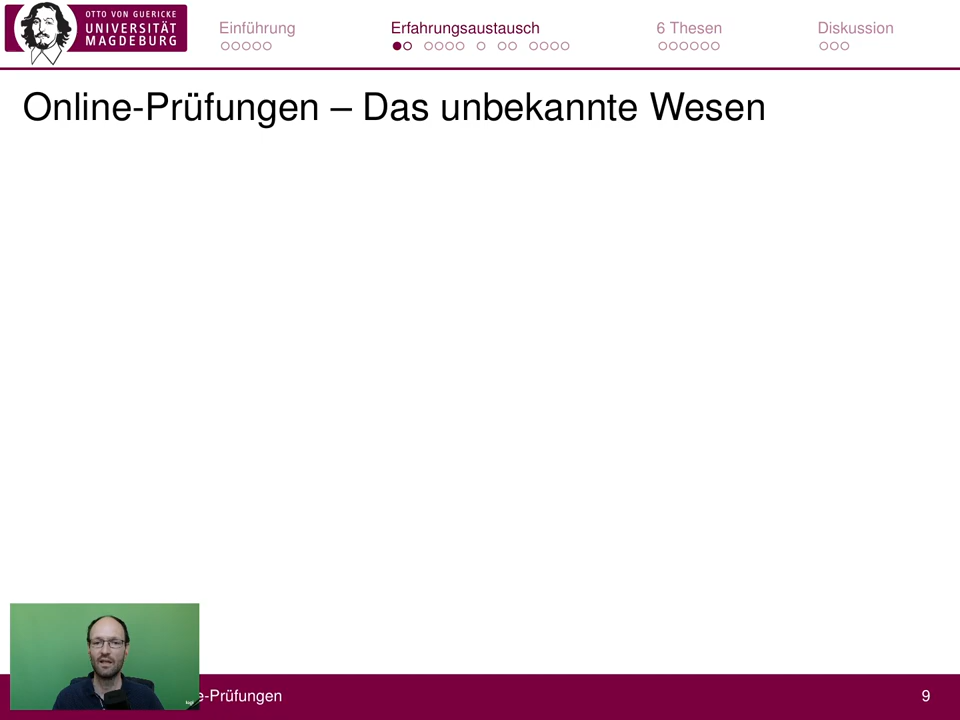 OTTO VON GUERICKE
UNIVERSITÄT
MAGDEBURG
Einführung
Erfahrungsaustausch
6 Thesen
Diskussion
Online-Prüfungen – Das unbekannte Wesen
e-Prüfungen
9